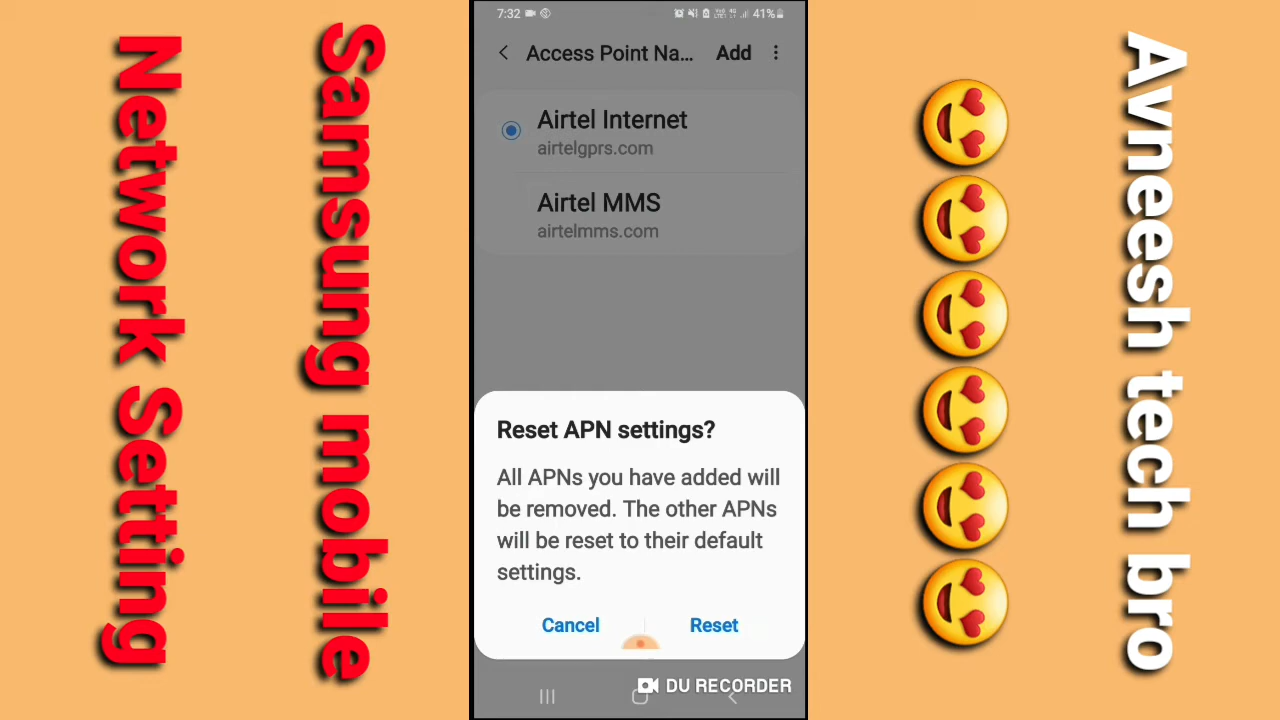 Network Setting
Samsung mobile
7:32 41%
Access Point Na... Add
Airtel Internet
airtelgprs.com
Airtel MMS
airtelmms.com
Reset APN settings?
All APNs you have added will
be removed. The other APNs
will be reset to their default
settings.
Cancel Reset
DU RECORDER
Avneesh tech bro